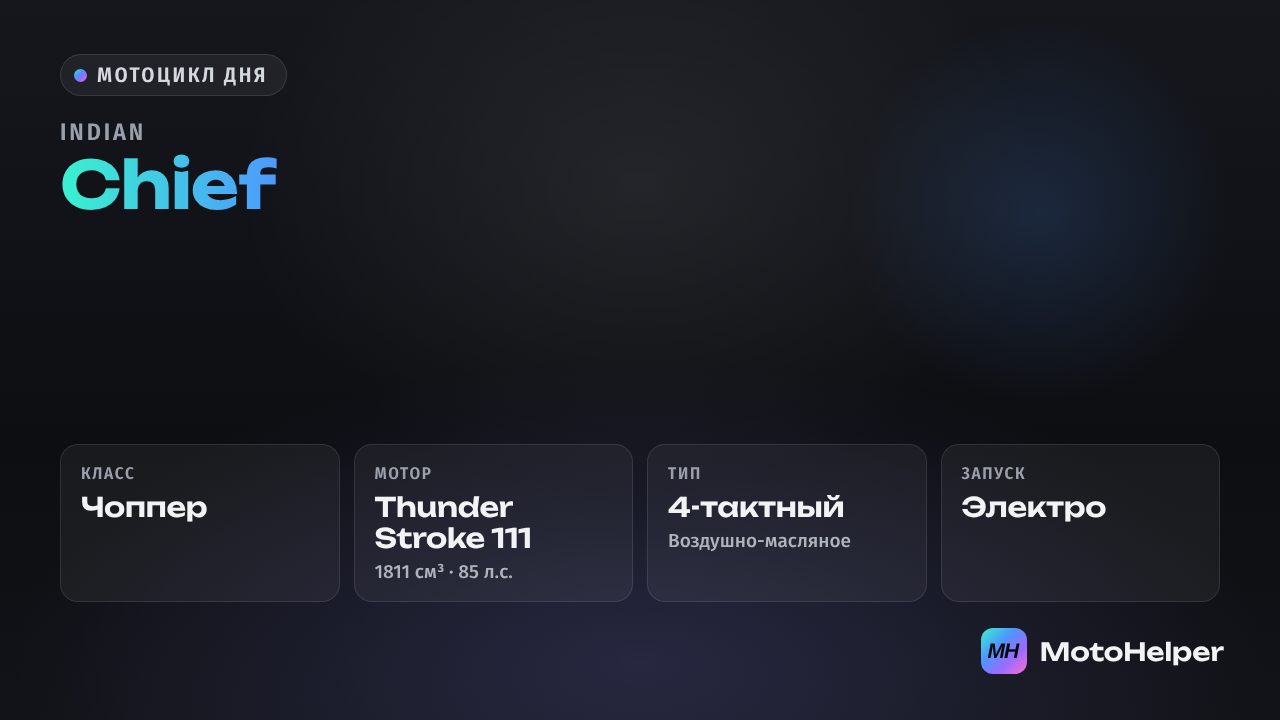 МОТОЦИКЛ ДНЯ
INDIAN
Chief
КЛАСС
Чоппер
МОТОР
Thunder
Stroke 111
1811 см³ · 85 л.с.
ТИП
4-тактный
Воздушно-масляное
ЗАПУСК
Электро
MH MotoHelper